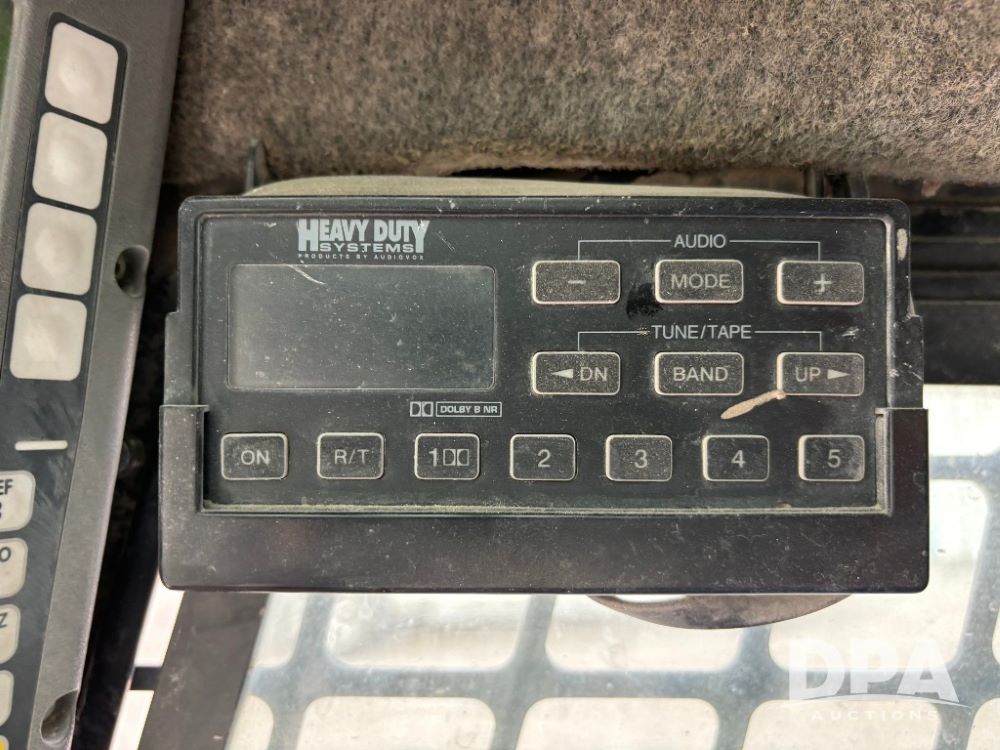 HEAVY DUTY
SYSTEMS
PRODUCTS BY AUDIOVOX
AUDIO
− MODE +
TUNE/TAPE
◄ DN BAND UP ►
DOLBY B NR
ON R/T 1 2 3 4 5
EF
Z
DPA
AUCTIONS